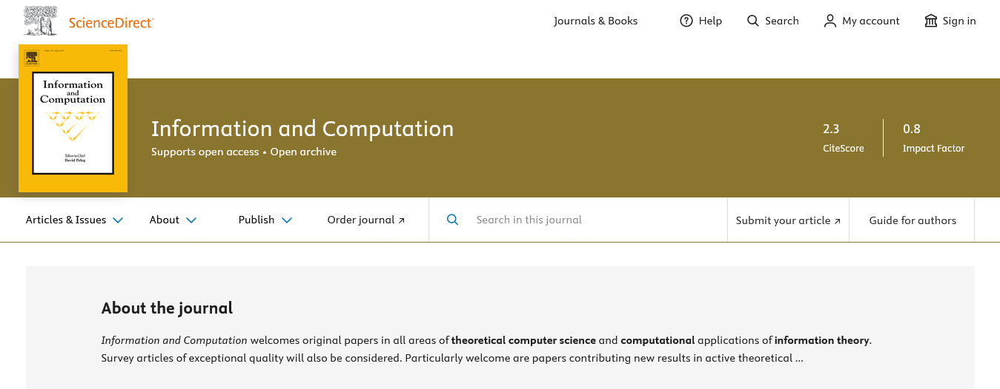 ScienceDirect
Journals & Books
Help
Search
My account
Sign in
Information
and
Computation
Editor-in-Chief
David Peleg
Information and Computation
Supports open access • Open archive
2.3
CiteScore
0.8
Impact Factor
Articles & Issues
About
Publish
Order journal
Search in this journal
Submit your article
Guide for authors
About the journal
Information and Computation welcomes original papers in all areas of theoretical computer science and computational applications of information theory.
Survey articles of exceptional quality will also be considered. Particularly welcome are papers contributing new results in active theoretical ...